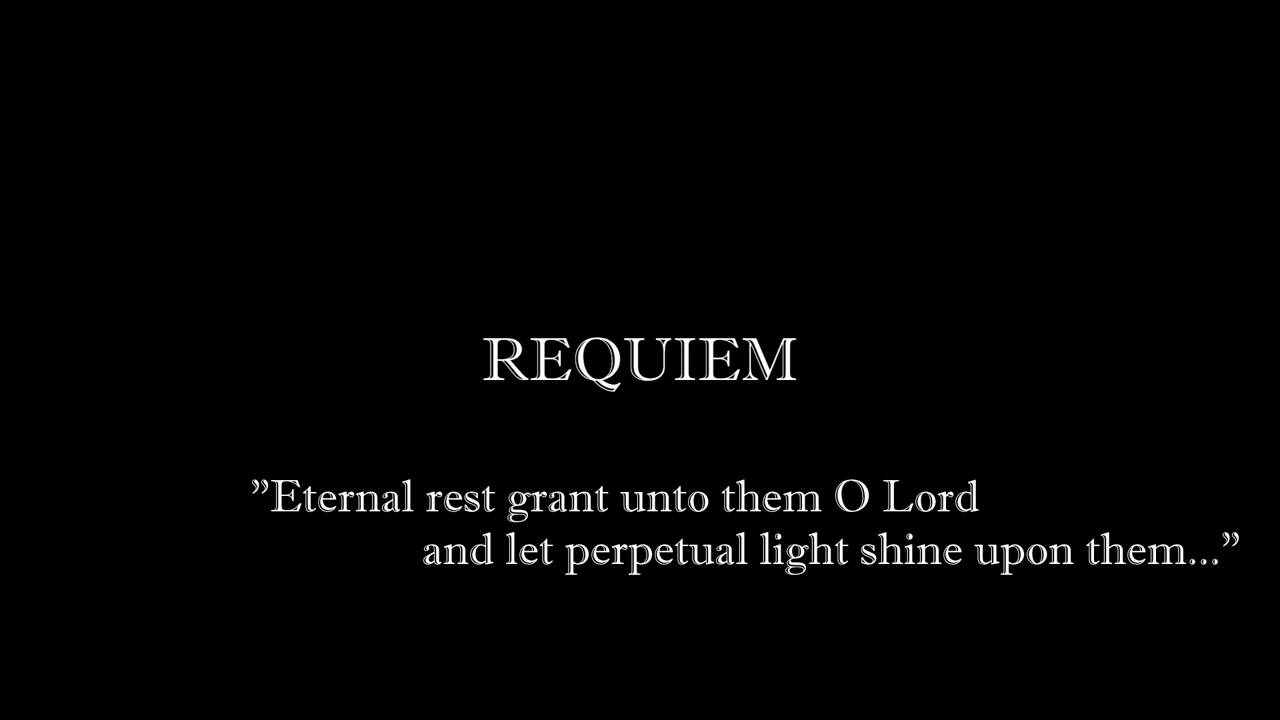 REQUIEM
”Eternal rest grant unto them O Lord
and let perpetual light shine upon them...”